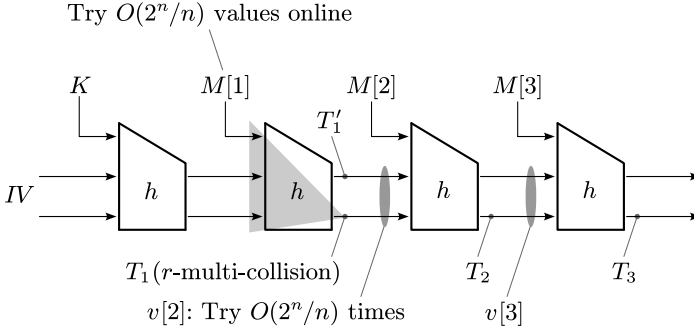 Try O(2^n/n) values online
K M[1] M[2] M[3]
T′_1
IV h h h h
T_1(r-multi-collision) T_2 T_3
v[2]: Try O(2^n/n) times v[3]